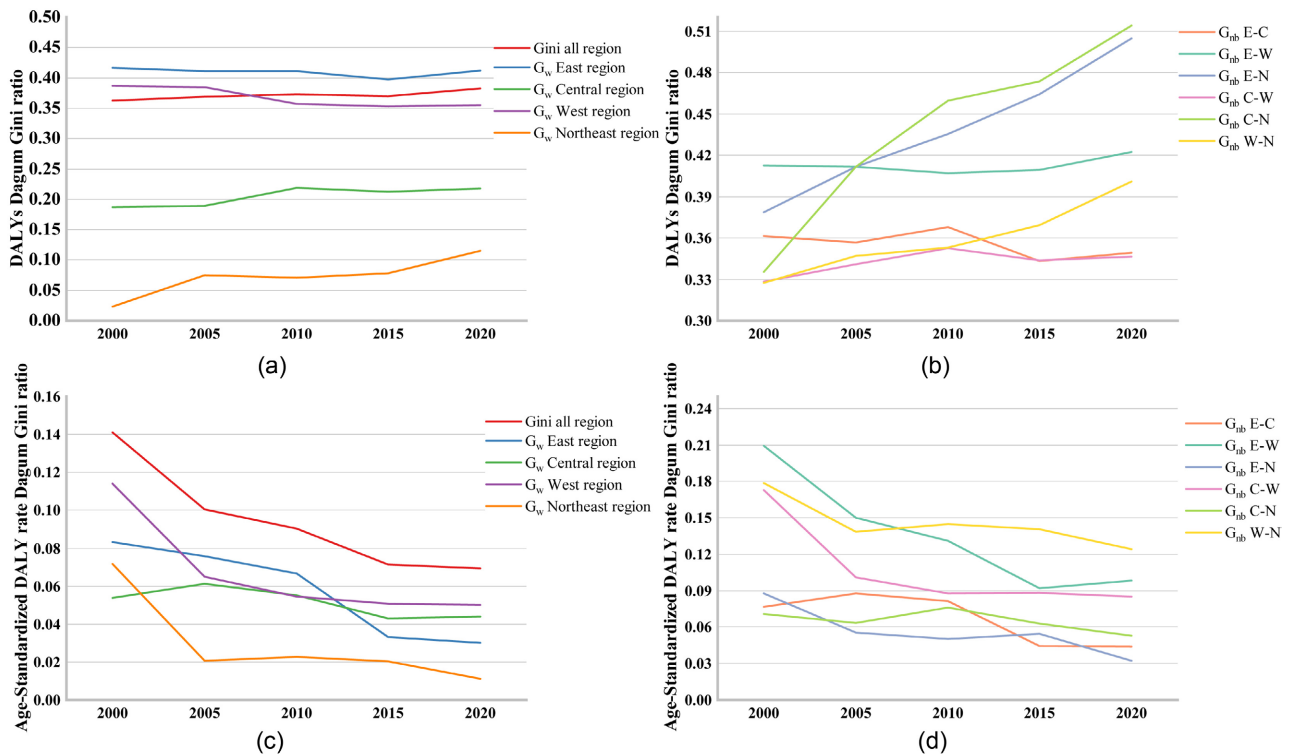 DALYs Dagum Gini ratio
0.50
0.45
0.40
0.35
0.30
0.25
0.20
0.15
0.10
0.05
0.00
2000 2005 2010 2015 2020
Gini all region
Gw East region
Gw Central region
Gw West region
Gw Northeast region
(a)
DALYs Dagum Gini ratio
0.51
0.48
0.45
0.42
0.39
0.36
0.33
0.30
2000 2005 2010 2015 2020
Gnb E-C
Gnb E-W
Gnb E-N
Gnb C-W
Gnb C-N
Gnb W-N
(b)
Age-Standardized DALY rate Dagum Gini ratio
0.16
0.14
0.12
0.10
0.08
0.06
0.04
0.02
0.00
2000 2005 2010 2015 2020
Gini all region
Gw East region
Gw Central region
Gw West region
Gw Northeast region
(c)
Age-Standardized DALY rate Dagum Gini ratio
0.24
0.21
0.18
0.15
0.12
0.09
0.06
0.03
0.00
2000 2005 2010 2015 2020
Gnb E-C
Gnb E-W
Gnb E-N
Gnb C-W
Gnb C-N
Gnb W-N
(d)